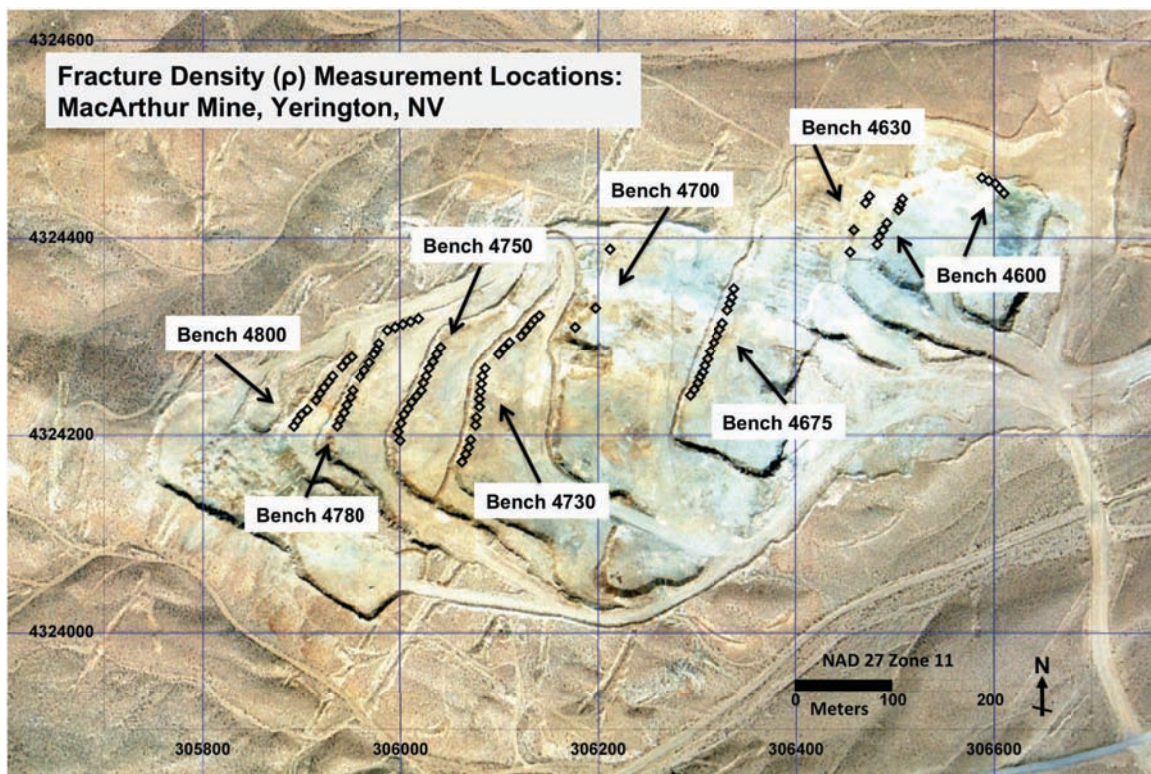 4324600
Fracture Density (ρ) Measurement Locations:
MacArthur Mine, Yerington, NV
Bench 4630
Bench 4700
4324400
Bench 4750
Bench 4600
Bench 4800
Bench 4675
4324200
Bench 4730
Bench 4780
4324000
NAD 27 Zone 11
N
0 100 200
Meters
305800 306000 306200 306400 306600